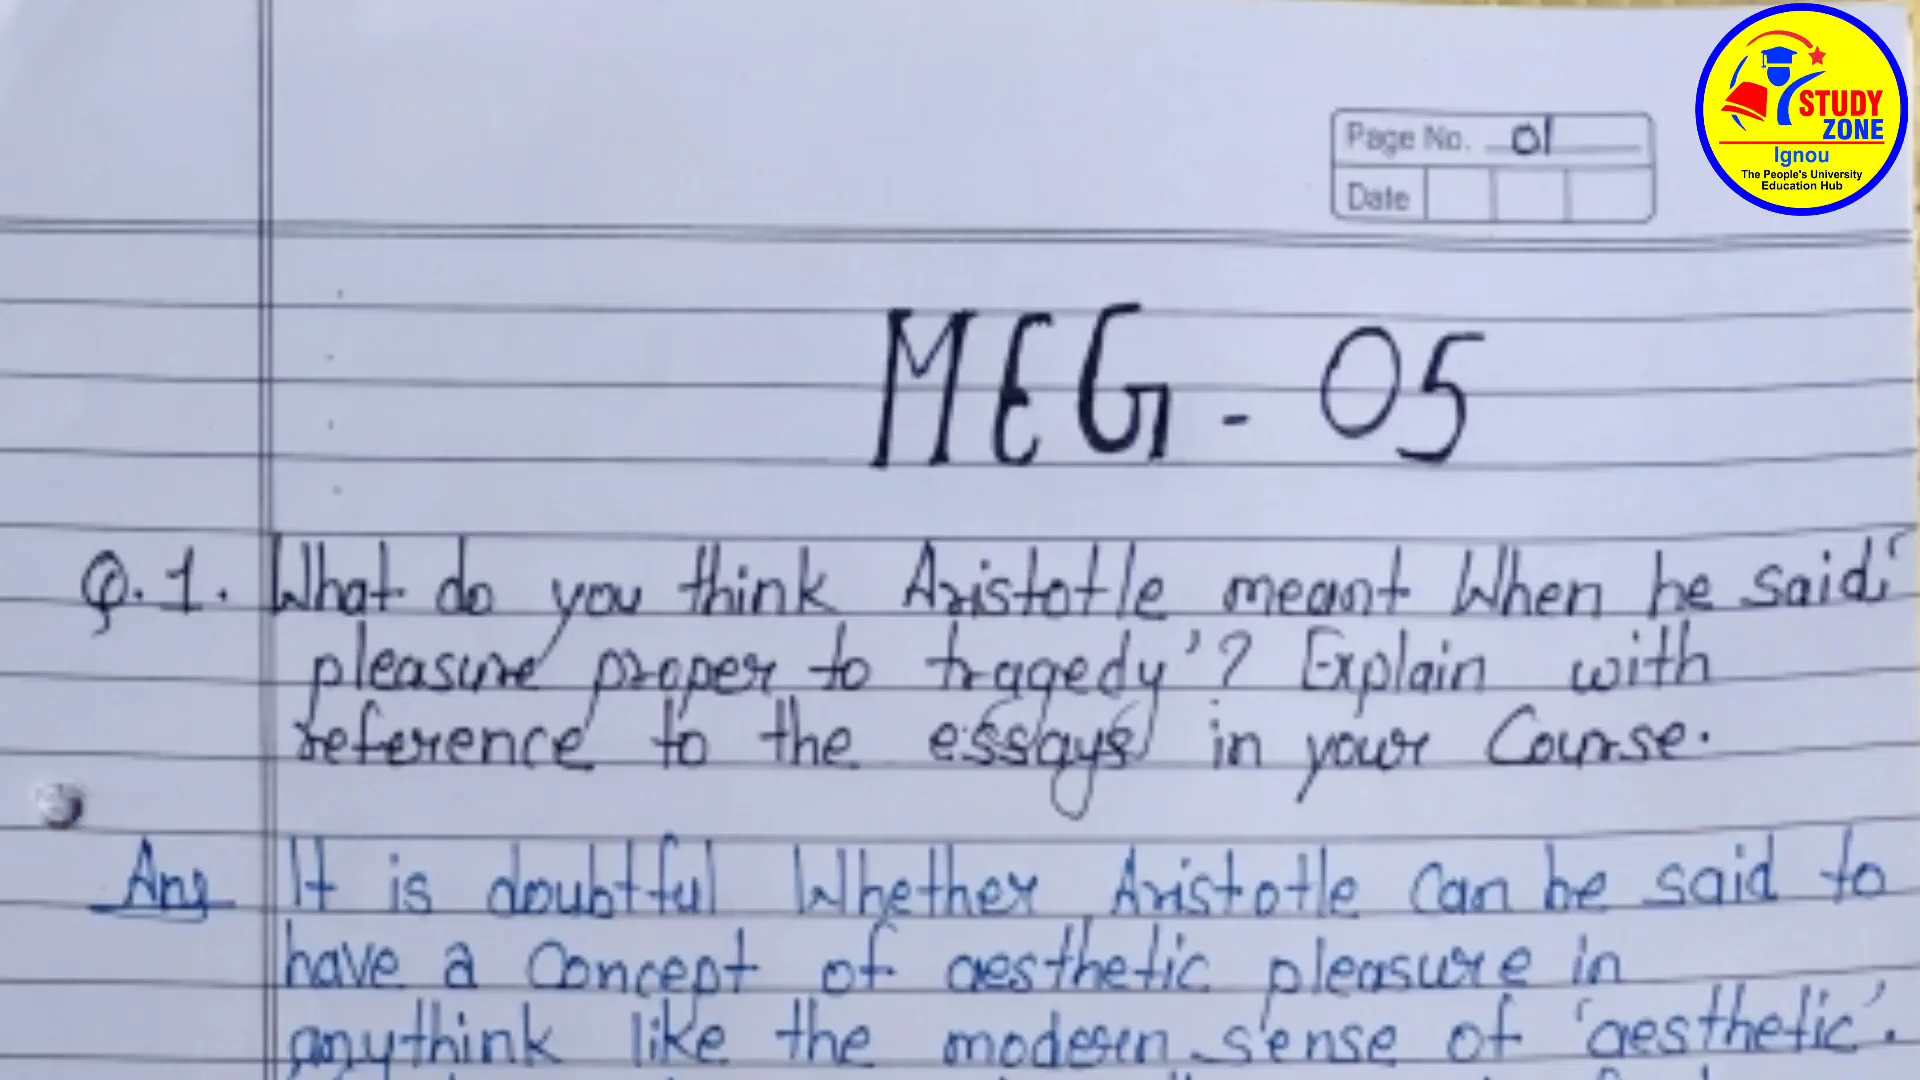 STUDY
ZONE
Ignou
The People's University
Education Hub
Page No. 01
Date
MEG - 05
Q.1. What do you think Aristotle meant When he said '
pleasure proper to tragedy'? Explain with
reference to the essays in your Course.
Ans It is doubtful Whether Aristotle Can be said to
have a Concept of aesthetic pleasure in
anythink like the modern sense of 'aesthetic'.